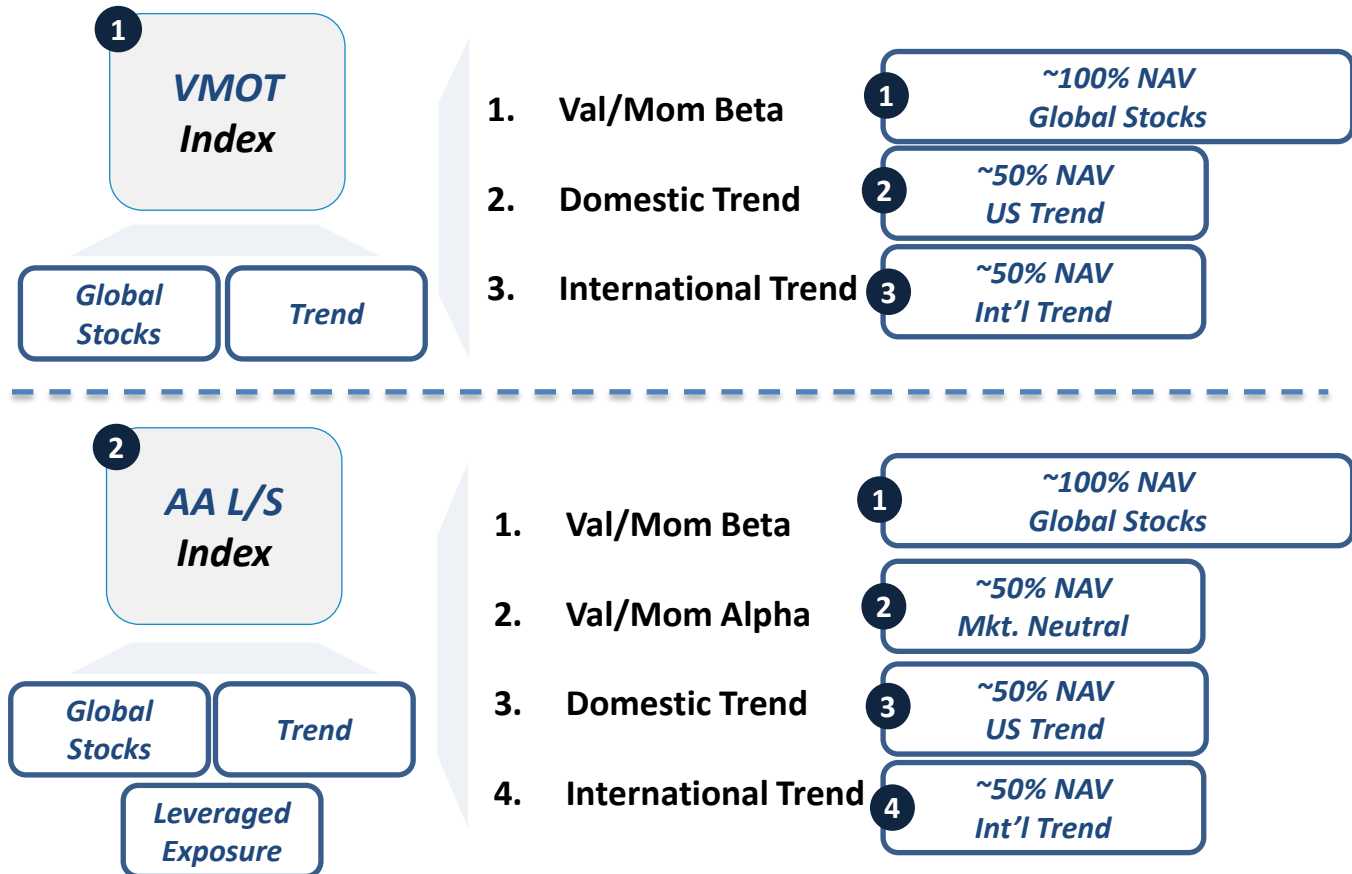 1
VMOT
Index
Global
Stocks
Trend
1. Val/Mom Beta
2. Domestic Trend
3. International Trend
1
~100% NAV
Global Stocks
2
~50% NAV
US Trend
3
~50% NAV
Int’l Trend
2
AA L/S
Index
Global
Stocks
Trend
Leveraged
Exposure
1. Val/Mom Beta
2. Val/Mom Alpha
3. Domestic Trend
4. International Trend
1
~100% NAV
Global Stocks
2
~50% NAV
Mkt. Neutral
3
~50% NAV
US Trend
4
~50% NAV
Int’l Trend